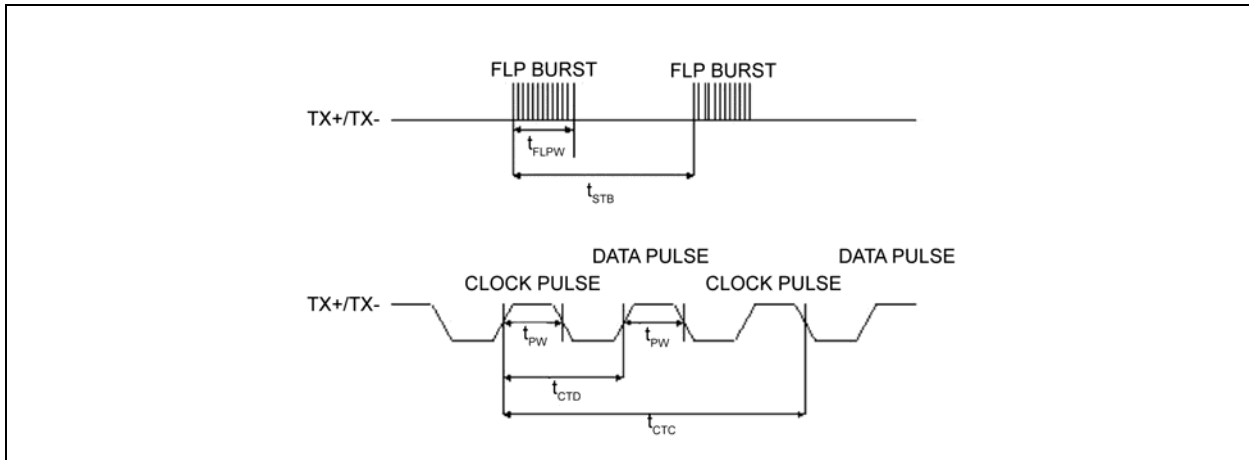 FLP BURST FLP BURST
TX+/TX-
tFLPW
tSTB
DATA PULSE DATA PULSE
CLOCK PULSE CLOCK PULSE
TX+/TX-
tPW tPW
tCTD
tCTC